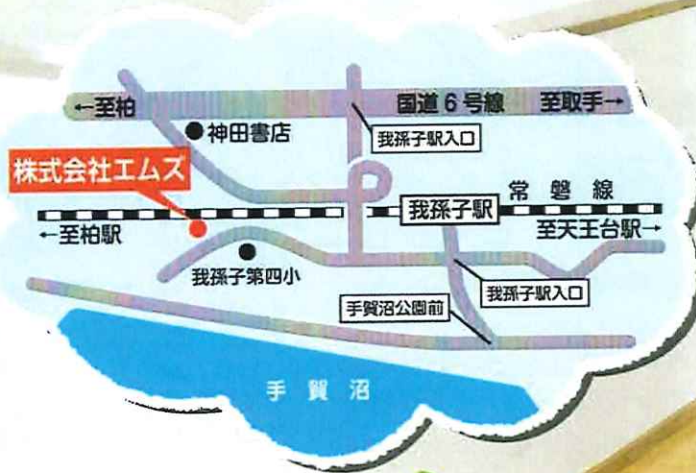 ←至柏
国道6号線
至取手→
神田書店
我孫子駅入口
株式会社エムズ
常磐線
我孫子駅
←至柏駅
至天王台駅→
我孫子第四小
我孫子駅入口
手賀沼公園前
手賀沼